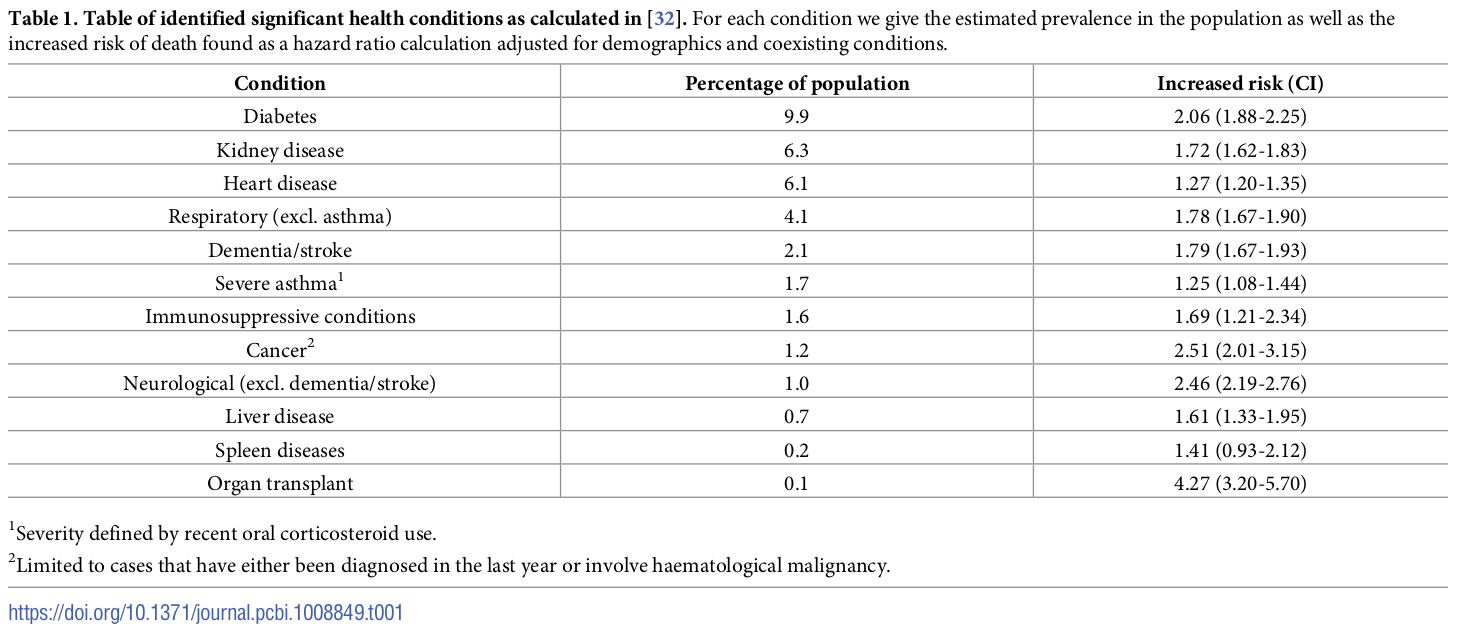 Table 1. Table of identified significant health conditions as calculated in [32]. For each condition we give the estimated prevalence in the population as well as the
increased risk of death found as a hazard ratio calculation adjusted for demographics and coexisting conditions.
Condition Percentage of population Increased risk (CI)
Diabetes 9.9 2.06 (1.88-2.25)
Kidney disease 6.3 1.72 (1.62-1.83)
Heart disease 6.1 1.27 (1.20-1.35)
Respiratory (excl. asthma) 4.1 1.78 (1.67-1.90)
Dementia/stroke 2.1 1.79 (1.67-1.93)
Severe asthma1 1.7 1.25 (1.08-1.44)
Immunosuppressive conditions 1.6 1.69 (1.21-2.34)
Cancer2 1.2 2.51 (2.01-3.15)
Neurological (excl. dementia/stroke) 1.0 2.46 (2.19-2.76)
Liver disease 0.7 1.61 (1.33-1.95)
Spleen diseases 0.2 1.41 (0.93-2.12)
Organ transplant 0.1 4.27 (3.20-5.70)
1Severity defined by recent oral corticosteroid use.
2Limited to cases that have either been diagnosed in the last year or involve haematological malignancy.
https://doi.org/10.1371/journal.pcbi.1008849.t001